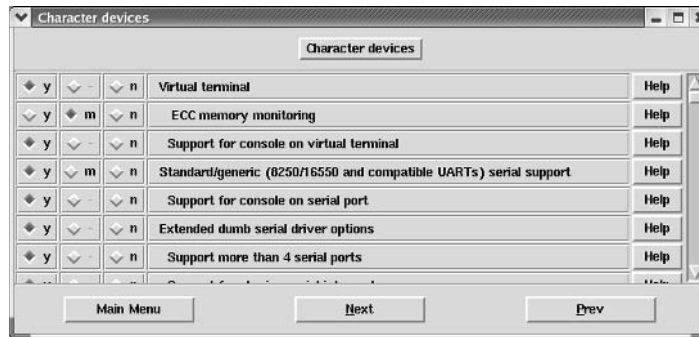 Character devices
Character devices
y - n Virtual terminal Help
y m n ECC memory monitoring Help
y - n Support for console on virtual terminal Help
y m n Standard/generic (8250/16550 and compatible UARTs) serial support Help
y - n Support for console on serial port Help
y - n Extended dumb serial driver options Help
y - n Support more than 4 serial ports Help
Main Menu Next Prev